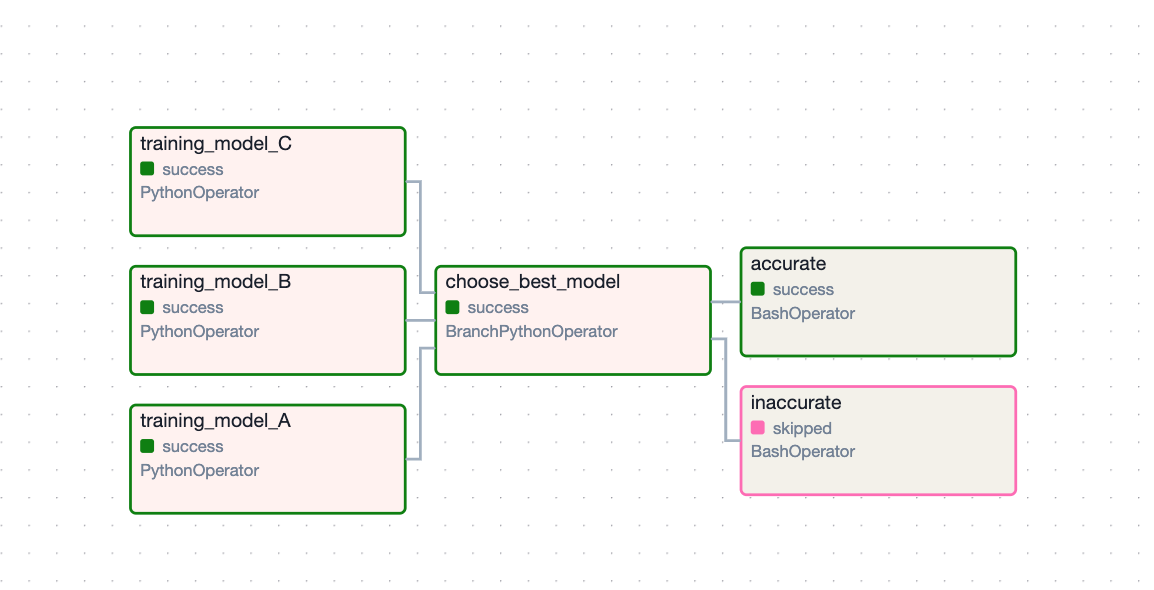 training_model_C
success
PythonOperator
training_model_B
success
PythonOperator
training_model_A
success
PythonOperator
choose_best_model
success
BranchPythonOperator
accurate
success
BashOperator
inaccurate
skipped
BashOperator